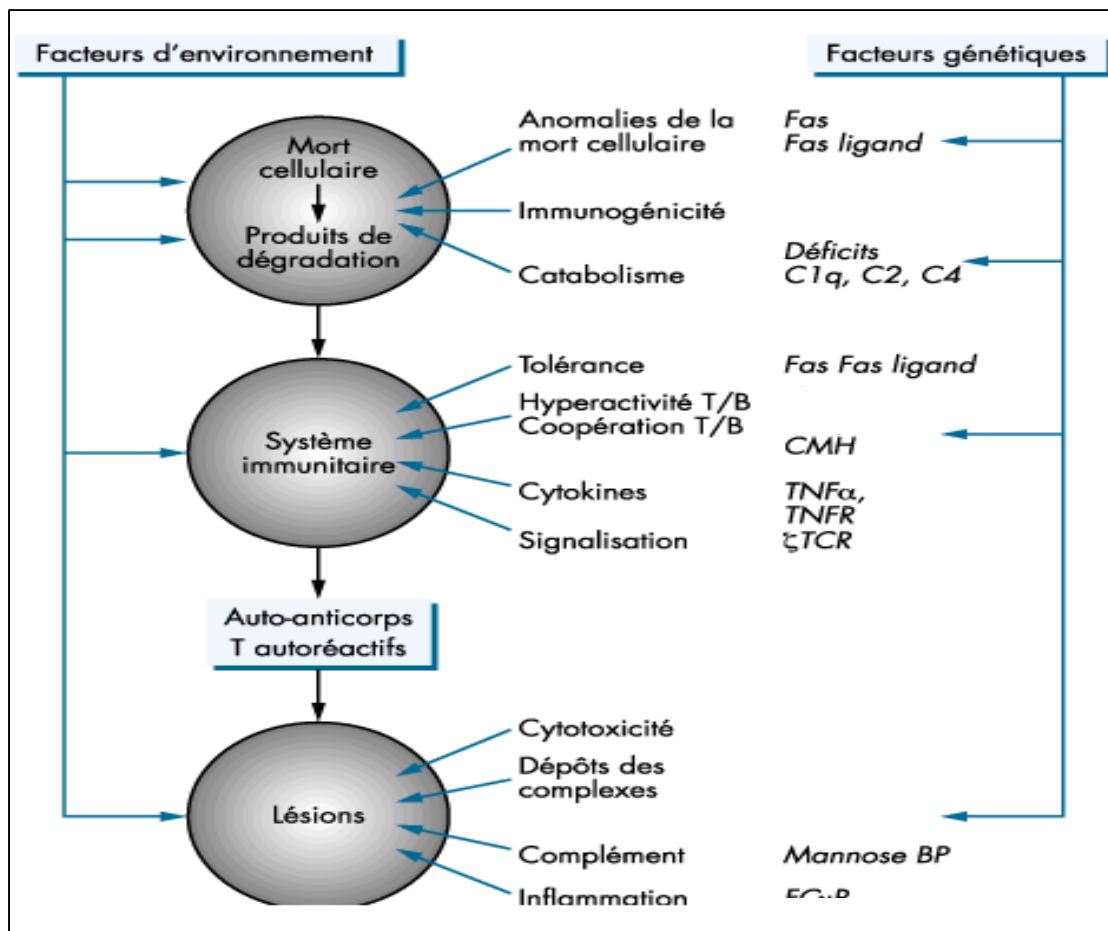 Facteurs d'environnement
Facteurs génétiques
Mort
cellulaire
Produits de
dégradation
Anomalies de la
mort cellulaire
Fas
Fas ligand
Immunogénicité
Catabolisme
Déficits
C1q, C2, C4
Système
immunitaire
Tolérance
Fas Fas ligand
Hyperactivité T/B
Coopération T/B
CMH
Cytokines
TNFα,
TNFR
Signalisation
ζTCR
Auto-anticorps
T autoréactifs
Lésions
Cytotoxicité
Dépôts des
complexes
Complément
Mannose BP
Inflammation